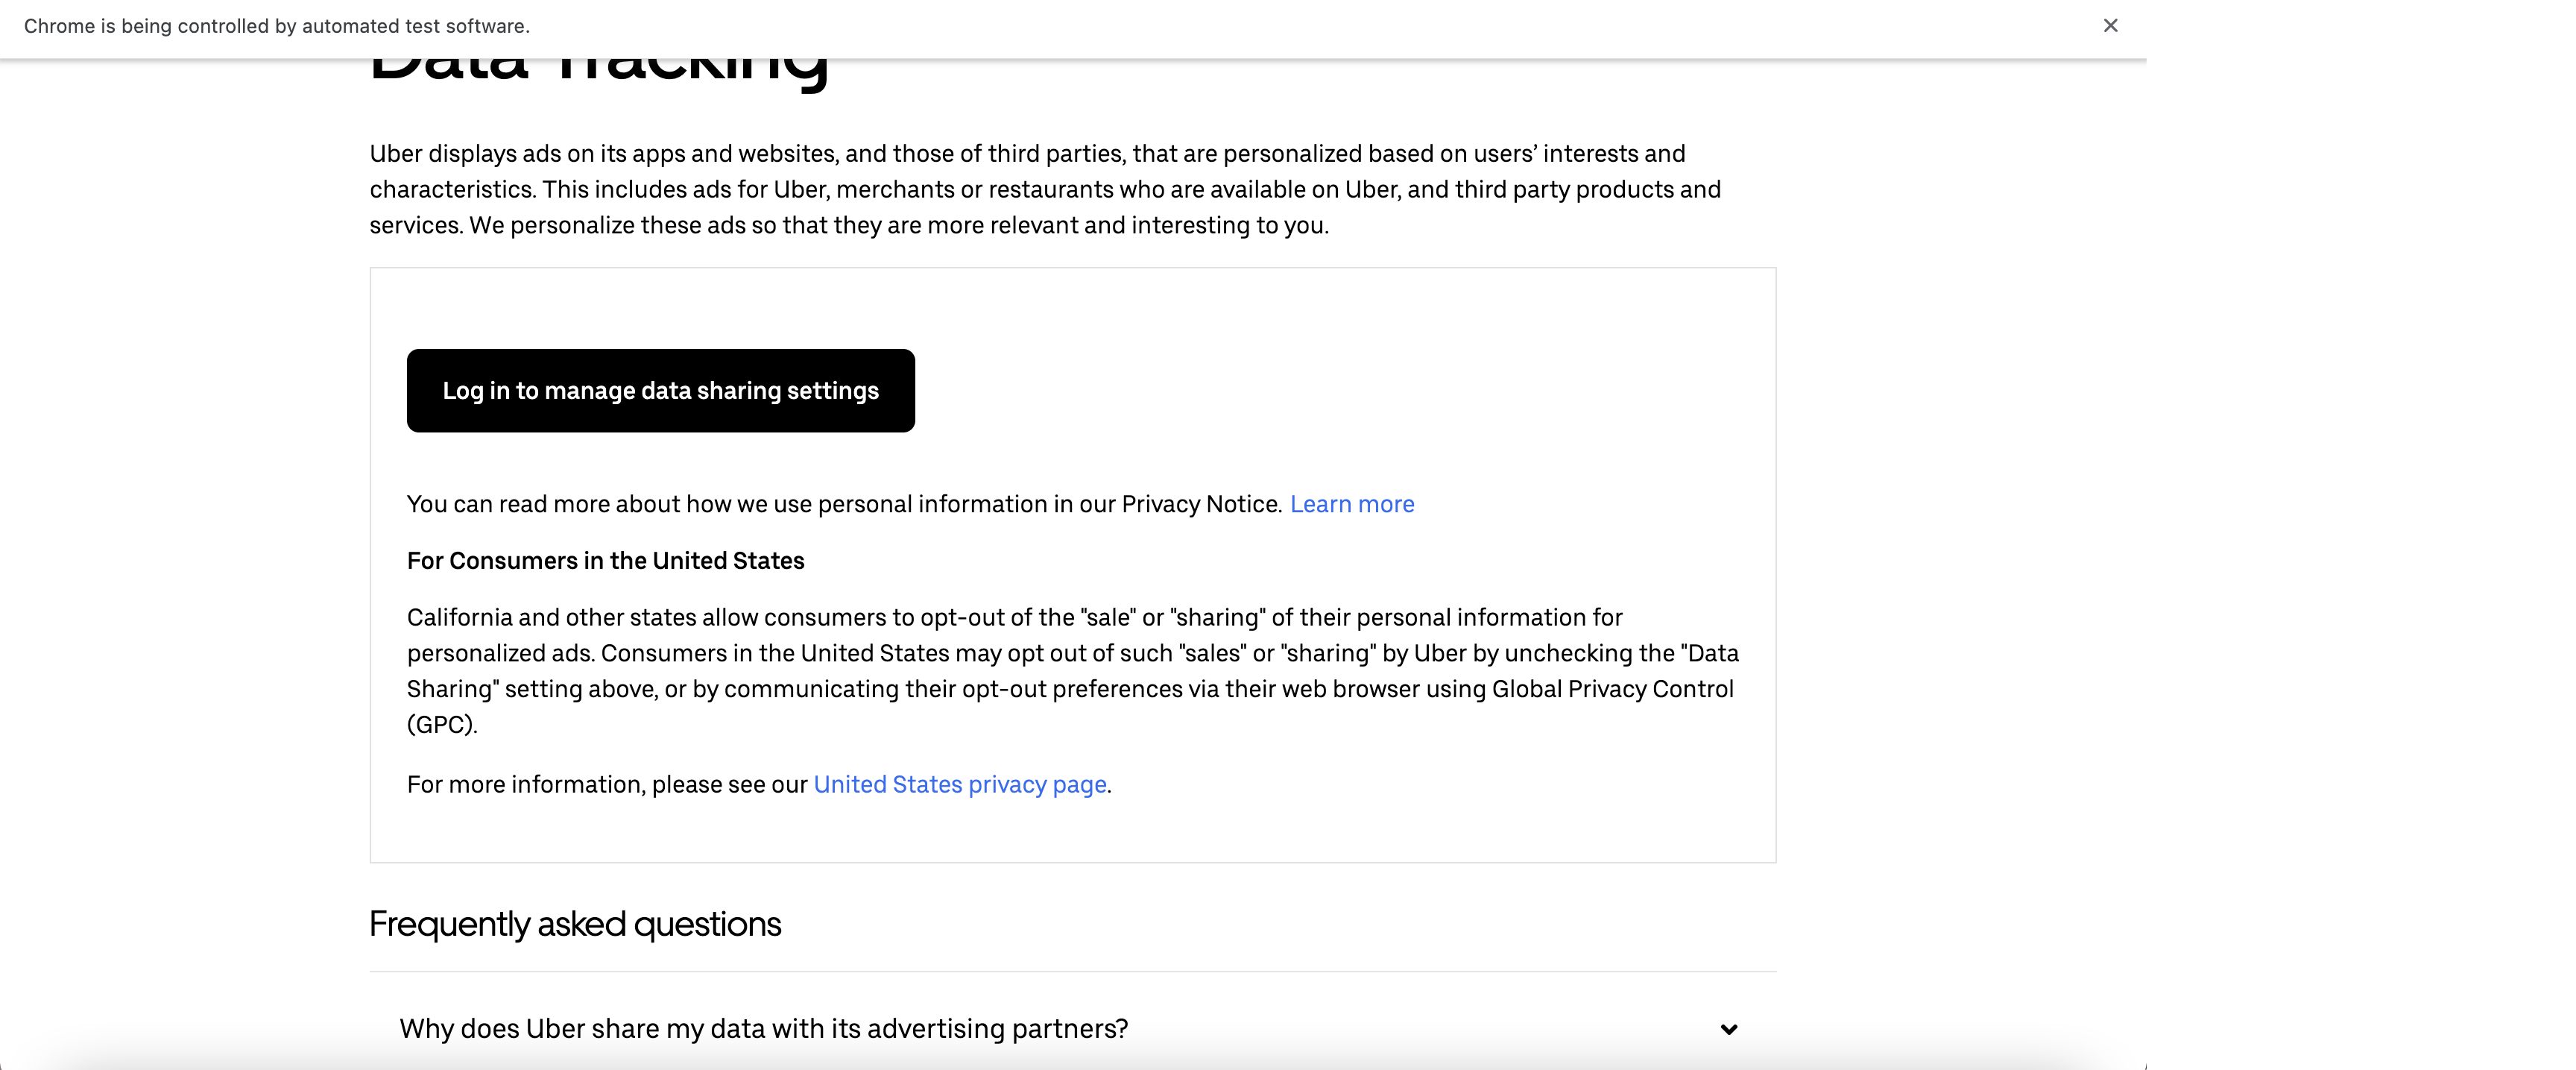 Chrome is being controlled by automated test software.
Data Tracking
Uber displays ads on its apps and websites, and those of third parties, that are personalized based on users’ interests and
characteristics. This includes ads for Uber, merchants or restaurants who are available on Uber, and third party products and
services. We personalize these ads so that they are more relevant and interesting to you.
Log in to manage data sharing settings
You can read more about how we use personal information in our Privacy Notice. Learn more
For Consumers in the United States
California and other states allow consumers to opt-out of the "sale" or "sharing" of their personal information for
personalized ads. Consumers in the United States may opt out of such "sales" or "sharing" by Uber by unchecking the "Data
Sharing" setting above, or by communicating their opt-out preferences via their web browser using Global Privacy Control
(GPC).
For more information, please see our United States privacy page.
Frequently asked questions
Why does Uber share my data with its advertising partners?